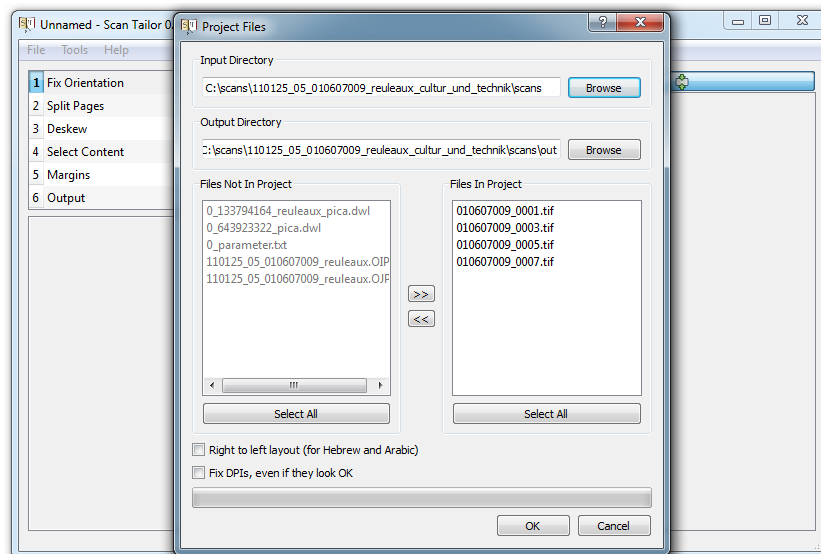 Unnamed - Scan Tailor 0.
File Tools Help
1 Fix Orientation
2 Split Pages
3 Deskew
4 Select Content
5 Margins
6 Output
Project Files
Input Directory
C:\scans\110125_05_010607009_reuleaux_cultur_und_technik\scans
Browse
Output Directory
C:\scans\110125_05_010607009_reuleaux_cultur_und_technik\scans\out
Browse
Files Not In Project
0_133794164_reuleaux_pica.dwl
0_643923322_pica.dwl
0_parameter.txt
110125_05_010607009_reuleaux.OIP
110125_05_010607009_reuleaux.OJP
Select All
>>
<<
Files In Project
010607009_0001.tif
010607009_0003.tif
010607009_0005.tif
010607009_0007.tif
Select All
Right to left layout (for Hebrew and Arabic)
Fix DPIs, even if they look OK
OK
Cancel